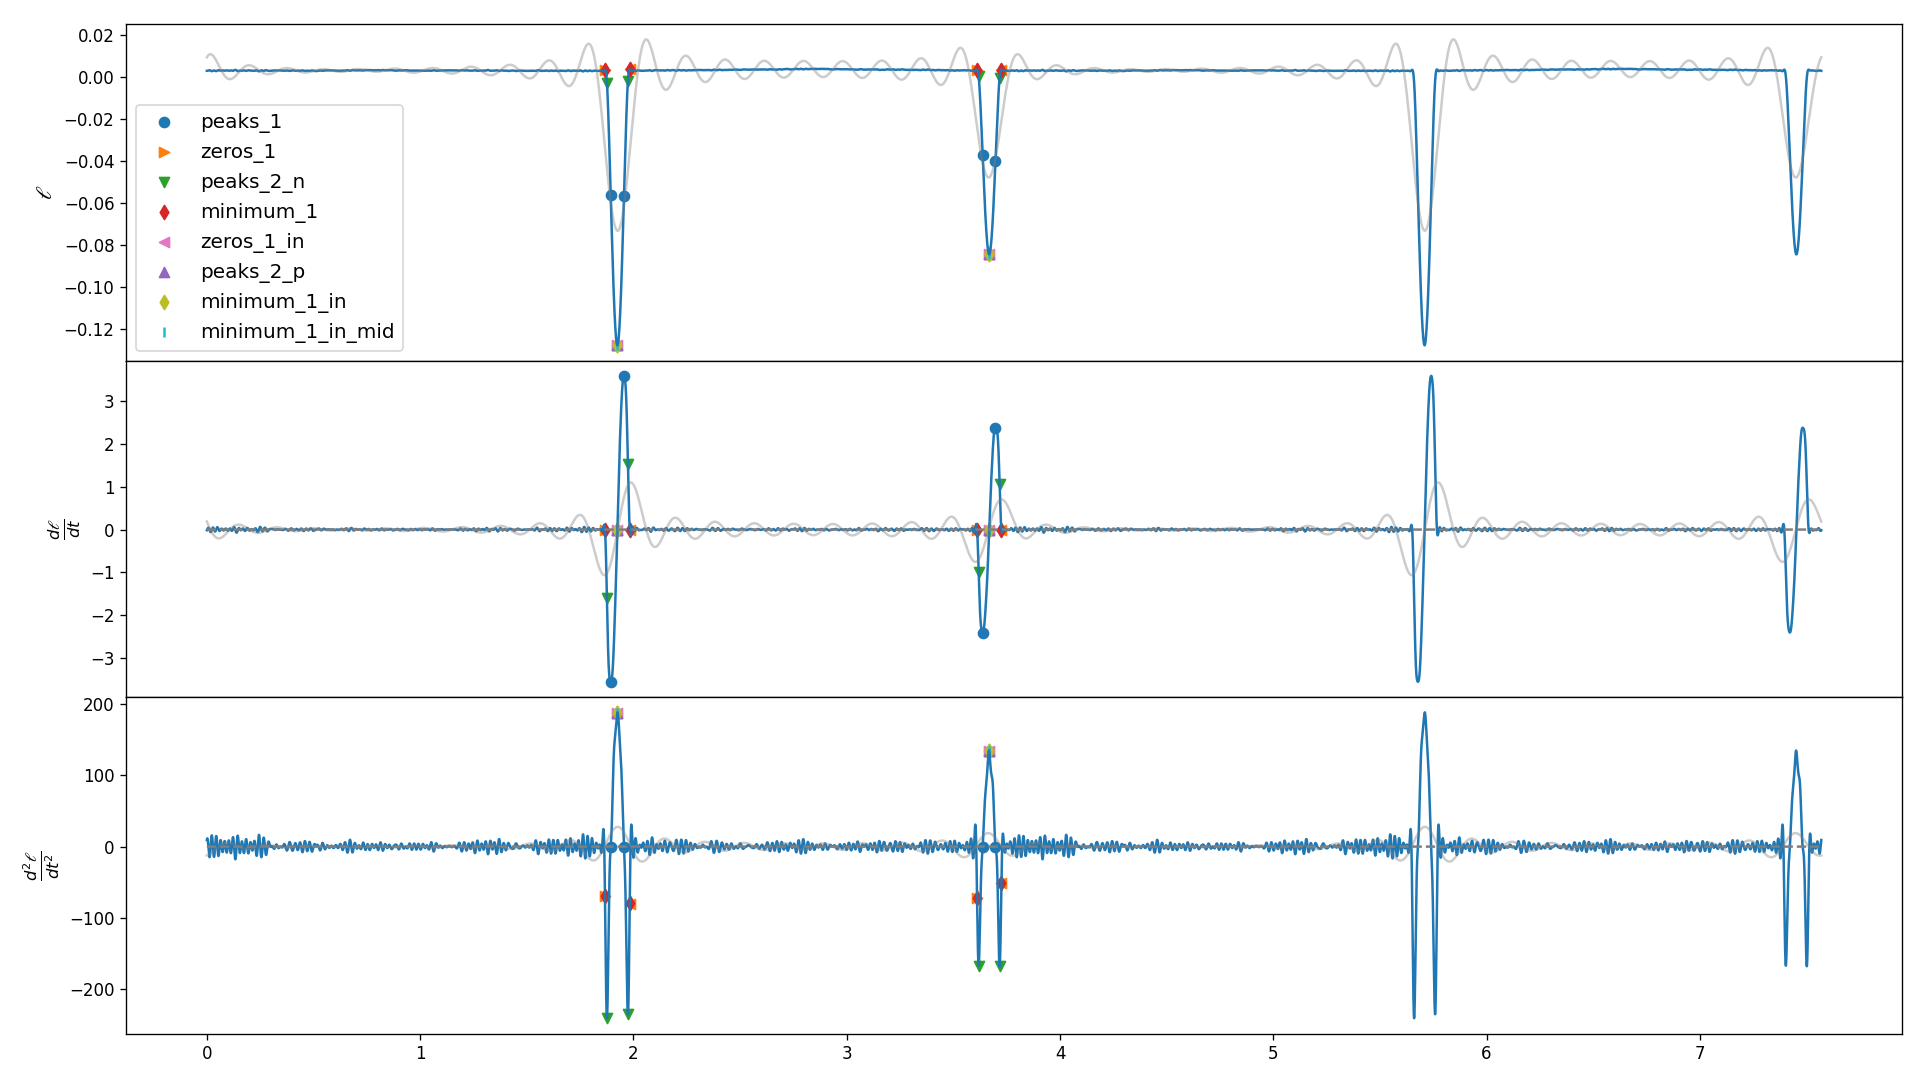 0.02
0.00
−0.02
−0.04
−0.06
−0.08
−0.10
−0.12
ℓ
peaks_1
zeros_1
peaks_2_n
minimum_1
zeros_1_in
peaks_2_p
minimum_1_in
minimum_1_in_mid
3
2
1
0
−1
−2
−3
dℓ
dt
200
100
0
−100
−200
d²ℓ
dt²
0 1 2 3 4 5 6 7